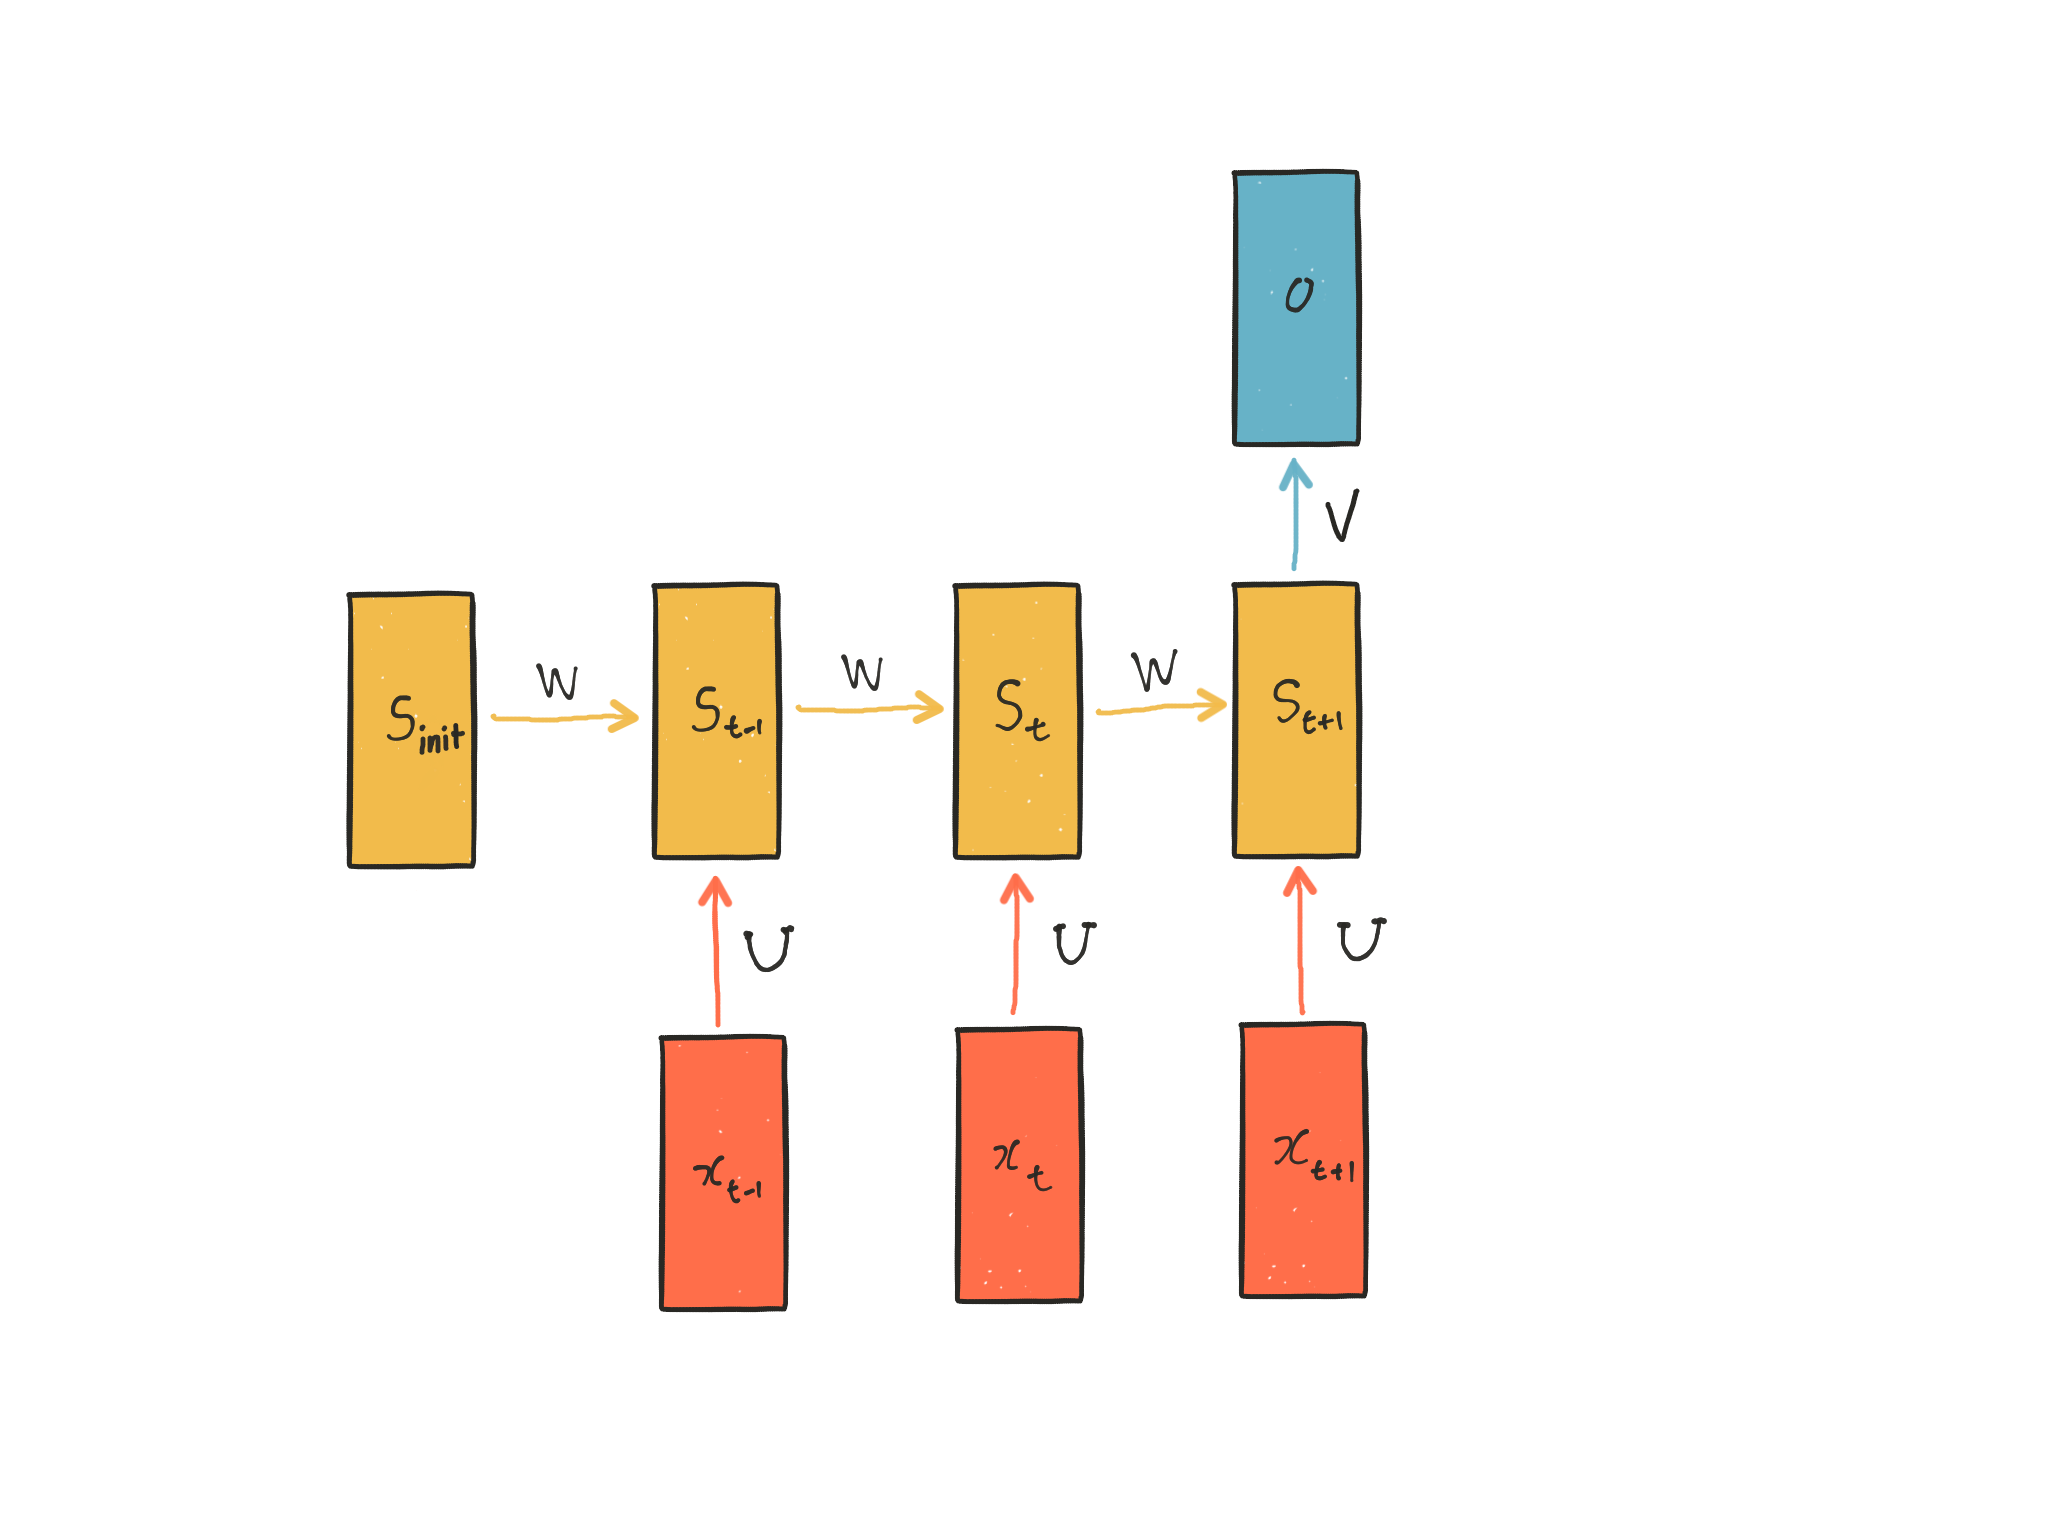 O
V
S_init
W
S_t-1
W
S_t
W
S_t+1
U
U
U
x_t-1
x_t
x_t+1